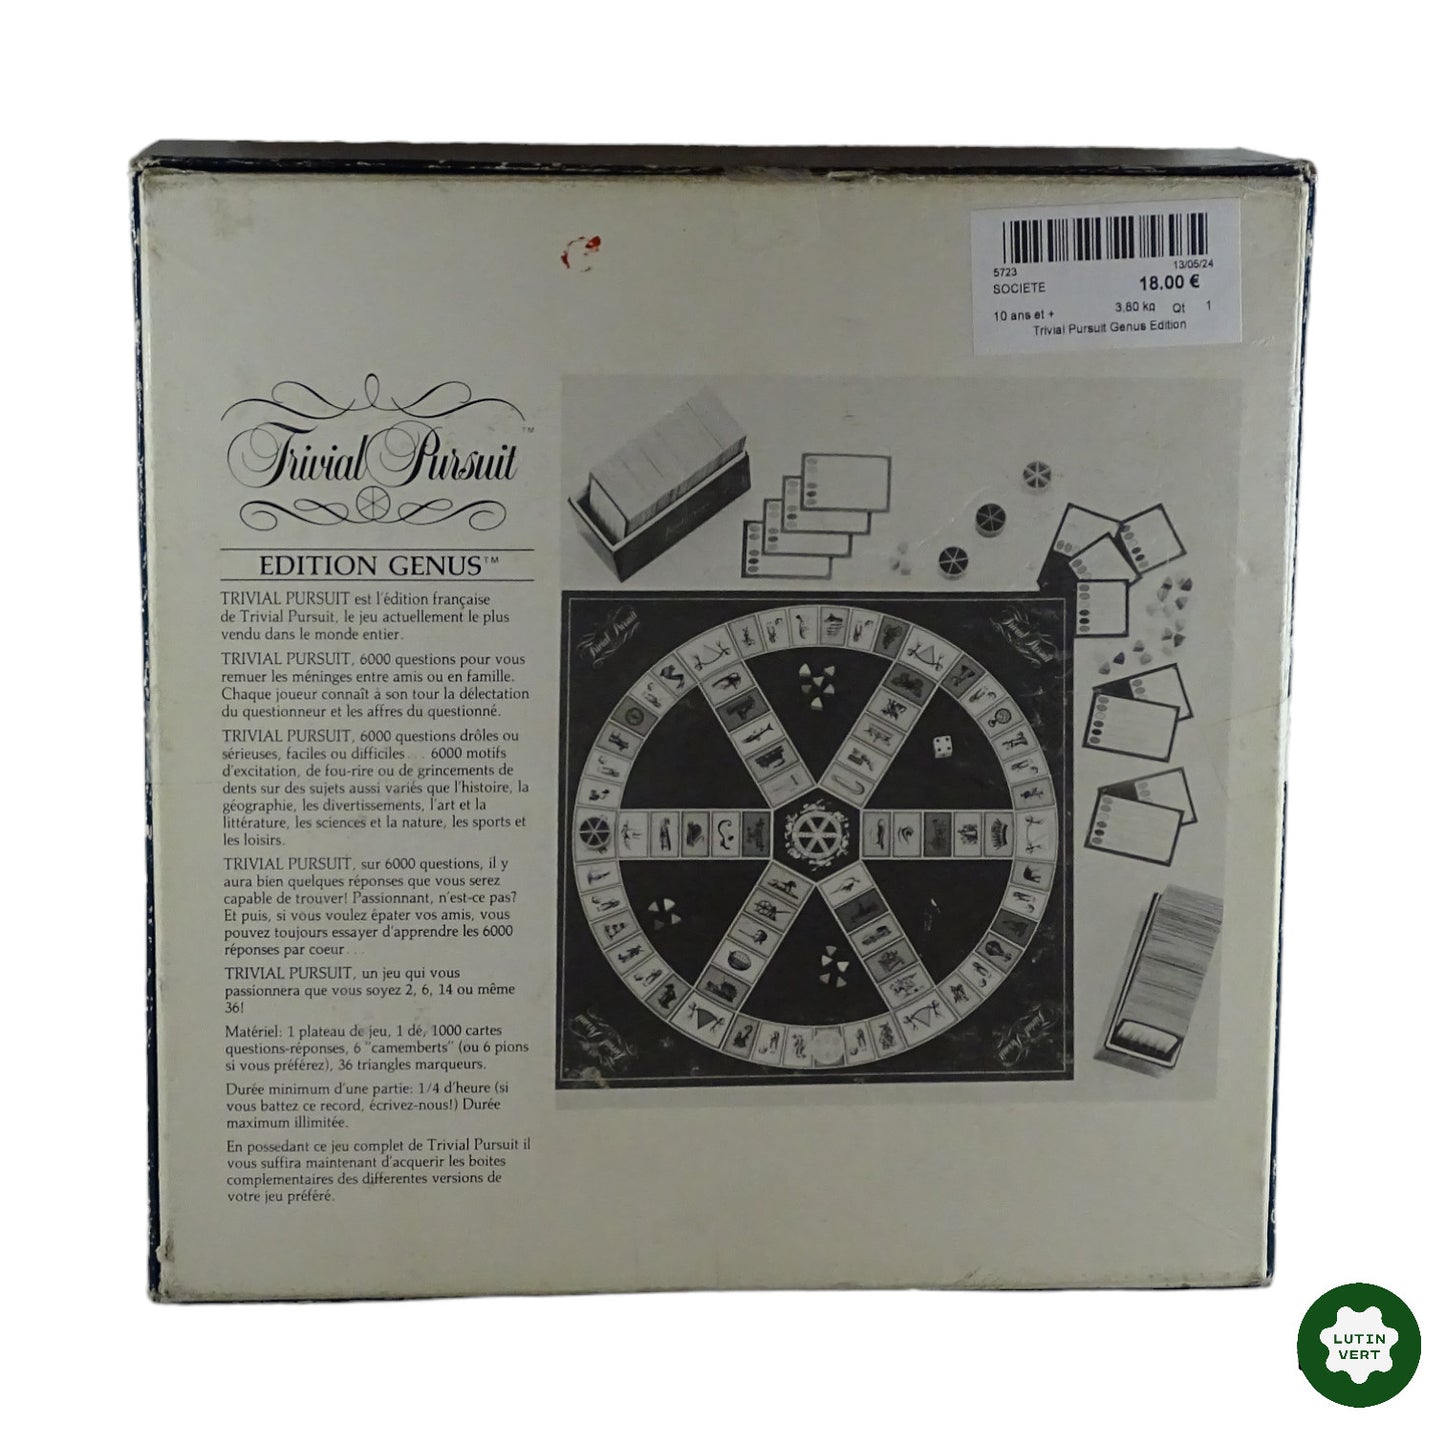 5723
13/05/24
SOCIETE
18.00 €
10 ans et +
3,80 kg
Qt
1
Trivial Pursuit Genus Edition
Trivial Pursuit
TM
EDITION GENUS™
TRIVIAL PURSUIT est l'édition française
de Trivial Pursuit, le jeu actuellement le plus
vendu dans le monde entier.
TRIVIAL PURSUIT, 6000 questions pour vous
remuer les méninges entre amis ou en famille.
Chaque joueur connaît à son tour la délectation
du questionneur et les affres du questionné.
TRIVIAL PURSUIT, 6000 questions drôles ou
sérieuses, faciles ou difficiles... 6000 motifs
d'excitation, de fou-rire ou de grincements de
dents sur des sujets aussi variés que l'histoire, la
géographie, les divertissements, l'art et la
littérature, les sciences et la nature, les sports et
les loisirs.
TRIVIAL PURSUIT, sur 6000 questions, il y
aura bien quelques réponses que vous serez
capable de trouver! Passionnant, n'est-ce pas?
Et puis, si vous voulez épater vos amis, vous
pouvez toujours essayer d'apprendre les 6000
réponses par coeur...
TRIVIAL PURSUIT, un jeu qui vous
passionnera que vous soyez 2, 6, 14 ou même
36!
Matériel: 1 plateau de jeu, 1 dé, 1000 cartes
questions-réponses, 6 "camemberts" (ou 6 pions
si vous préférez), 36 triangles marqueurs.
Durée minimum d'une partie: 1/4 d'heure (si
vous battez ce record, écrivez-nous!) Durée
maximum illimitée.
En possedant ce jeu complet de Trivial Pursuit il
vous suffira maintenant d'acquerir les boites
complementaires des differentes versions de
votre jeu préféré.
Trivial Pursuit
Trivial Pursuit
Trivial Pursuit
Trivial Pursuit
LUTIN
VERT